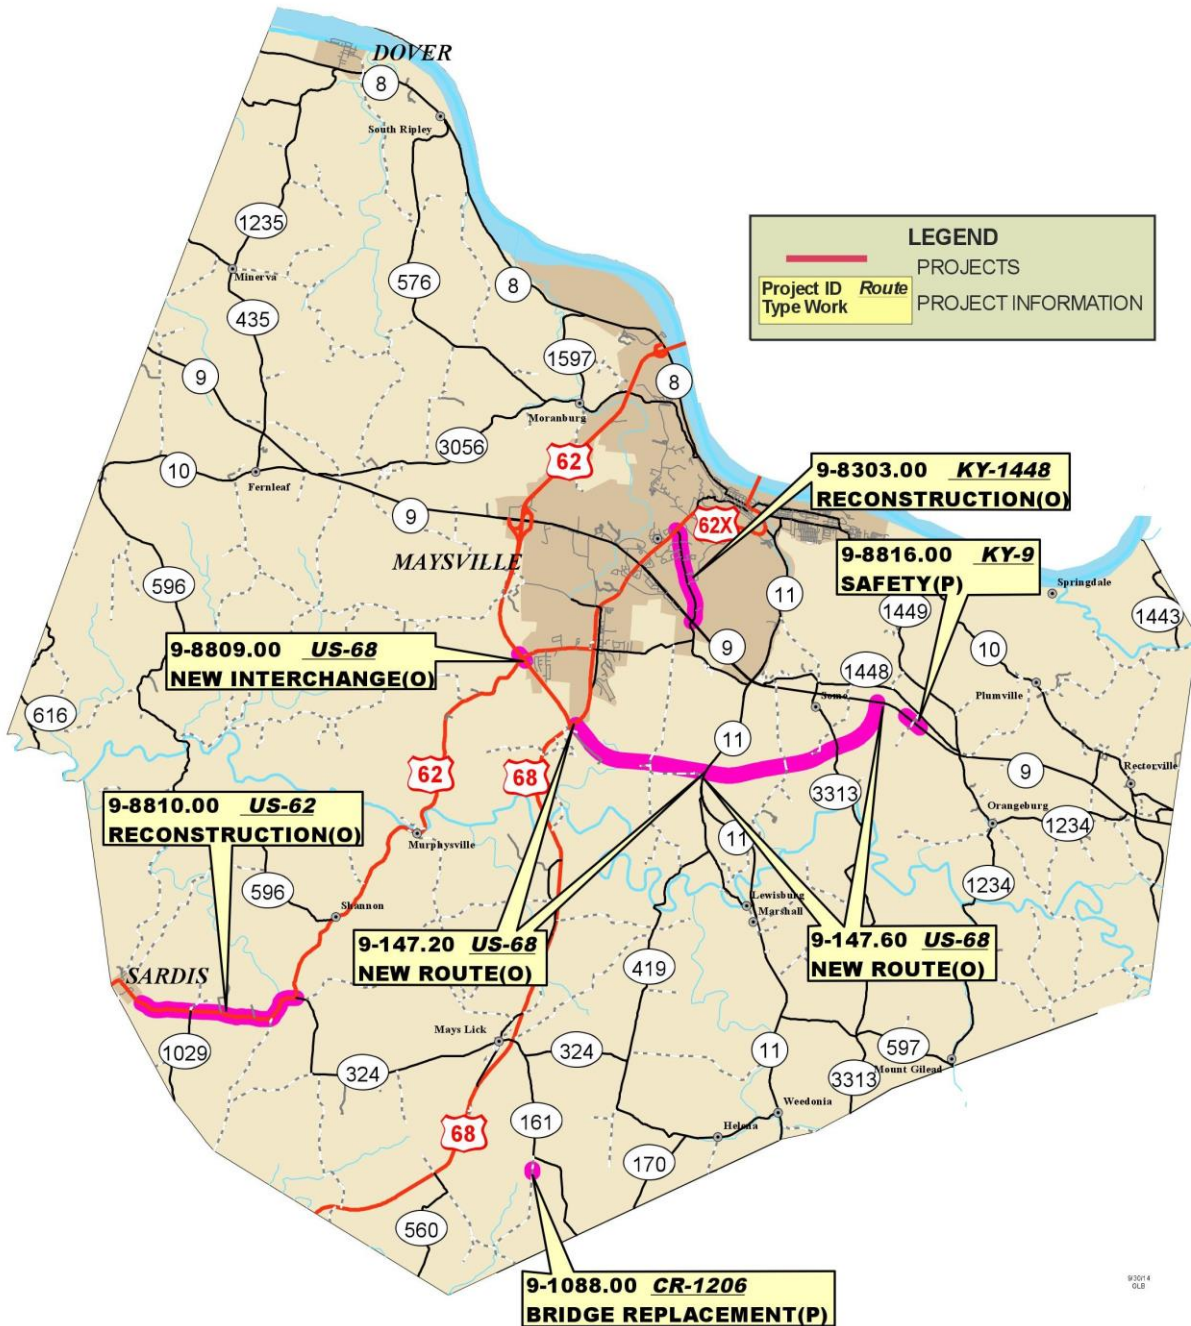 DOVER
8
South Ripley
1235
Minerva
576
8
LEGEND
PROJECTS
Project ID Route
Type Work
PROJECT INFORMATION
435
9
1597
8
Moranburg
3056
62
10
Fernleaf
9
62X
9-8303.00 KY-1448
RECONSTRUCTION(O)
MAYSVILLE
9-8816.00 KY-9
SAFETY(P)
596
11
1449
Springdale
1443
9-8809.00 US-68
NEW INTERCHANGE(O)
9
10
1448
Plumville
616
Somo
11
62
68
9
Rectorville
9-8810.00 US-62
RECONSTRUCTION(O)
3313
Orangeburg
1234
Murphysville
11
596
1234
Shannon
Lewisburg
Marshall
9-147.20 US-68
NEW ROUTE(O)
9-147.60 US-68
NEW ROUTE(O)
SARDIS
419
1029
Mays Lick
324
324
11
597
Mount Gilead
3313
68
161
Weedonia
Helena
170
560
9-1088.00 CR-1206
BRIDGE REPLACEMENT(P)
9/30/14